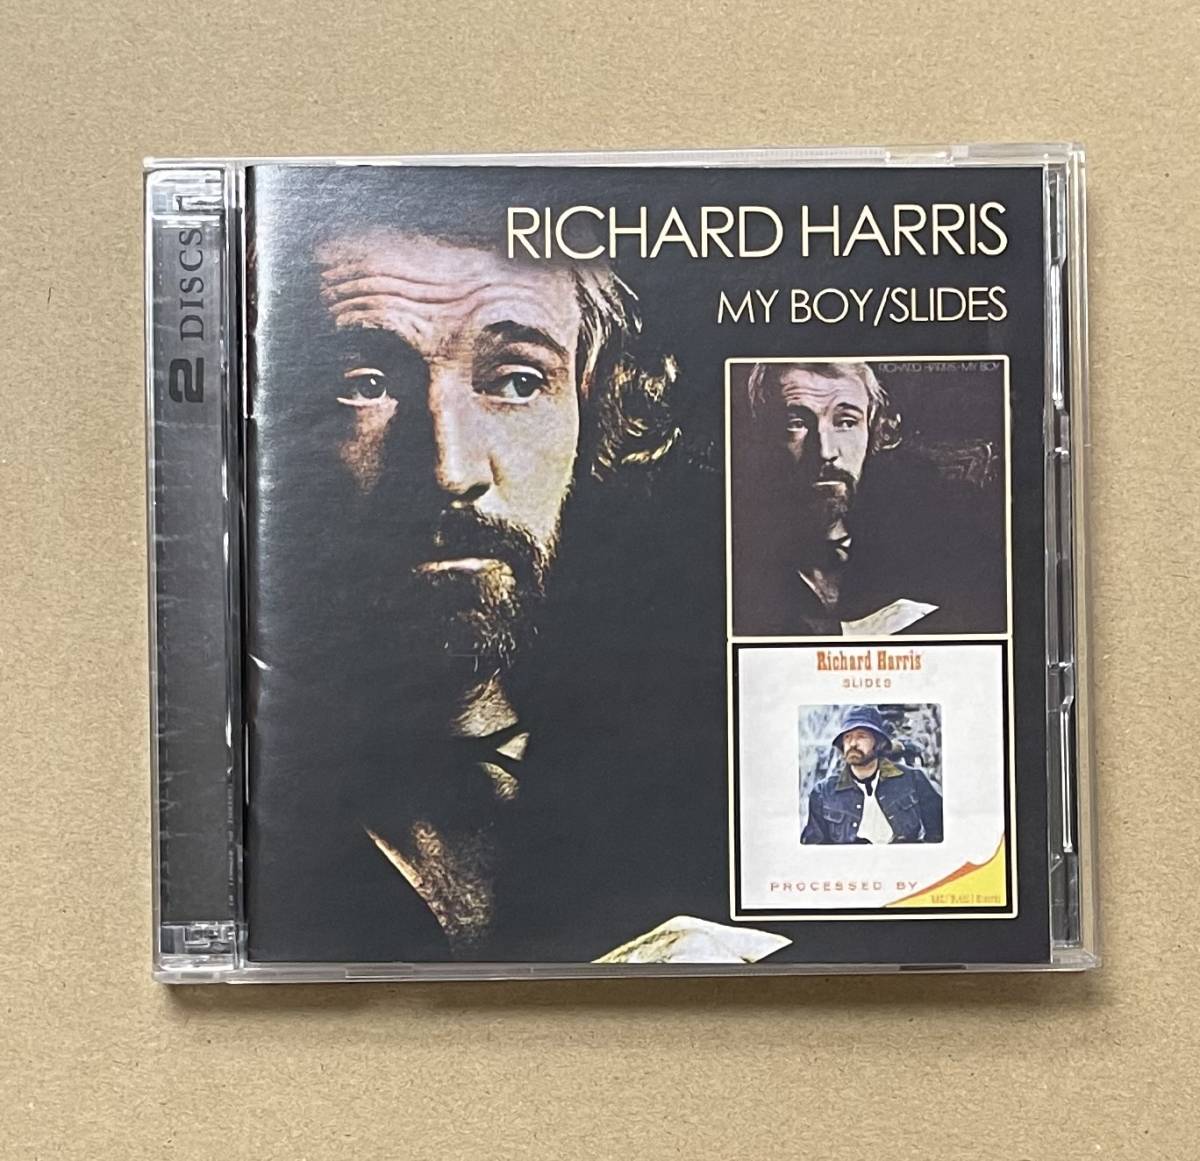 2 DISCS
RICHARD HARRIS
MY BOY/SLIDES
RICHARD HARRIS · MY BOY
Richard Harris
SLIDES
PROCESSED BY